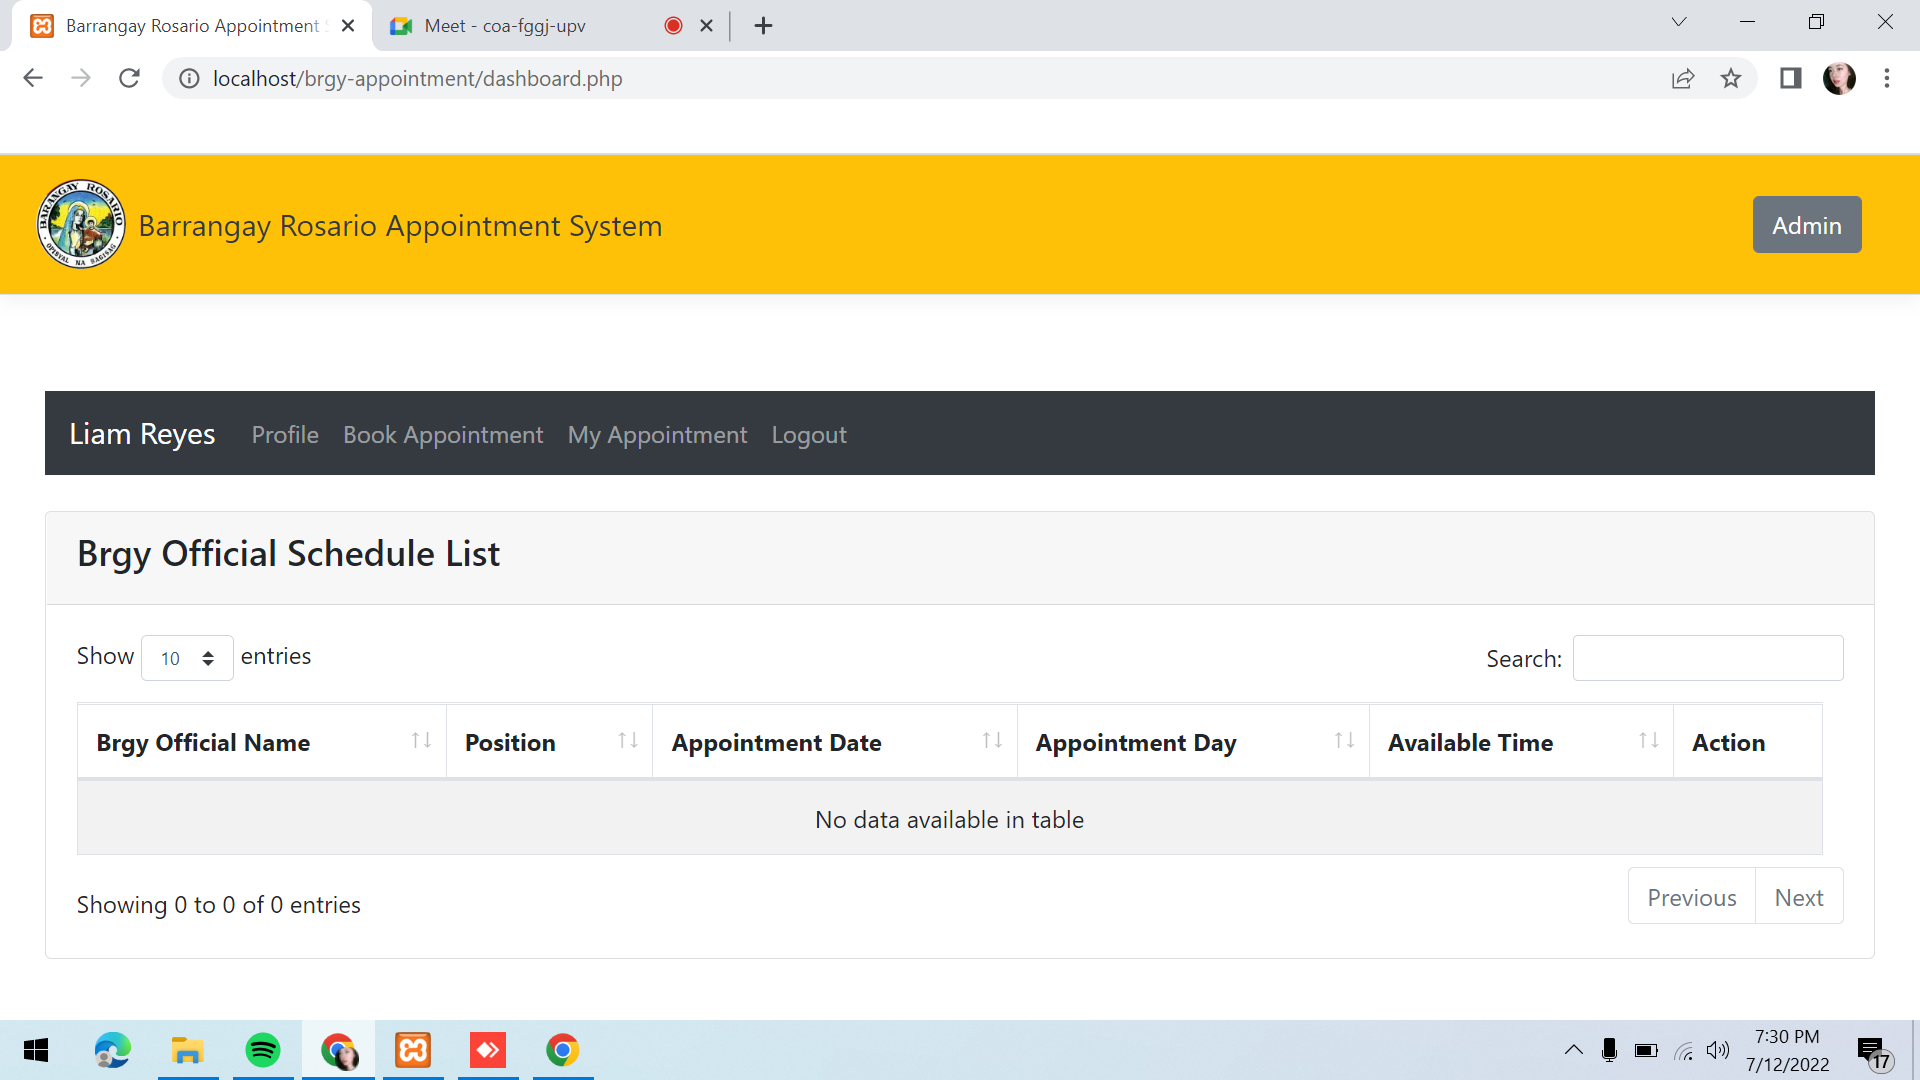 Barrangay Rosario Appointment
Meet - coa-fggj-upv
localhost/brgy-appointment/dashboard.php
BARANGAY ROSARIO
OPISYAL NA SAGISAG
Barrangay Rosario Appointment System
Admin
Liam Reyes Profile Book Appointment My Appointment Logout
Brgy Official Schedule List
Show 10 entries
Search:
Brgy Official Name Position Appointment Date Appointment Day Available Time Action
No data available in table
Showing 0 to 0 of 0 entries
Previous Next
7:30 PM
7/12/2022
17